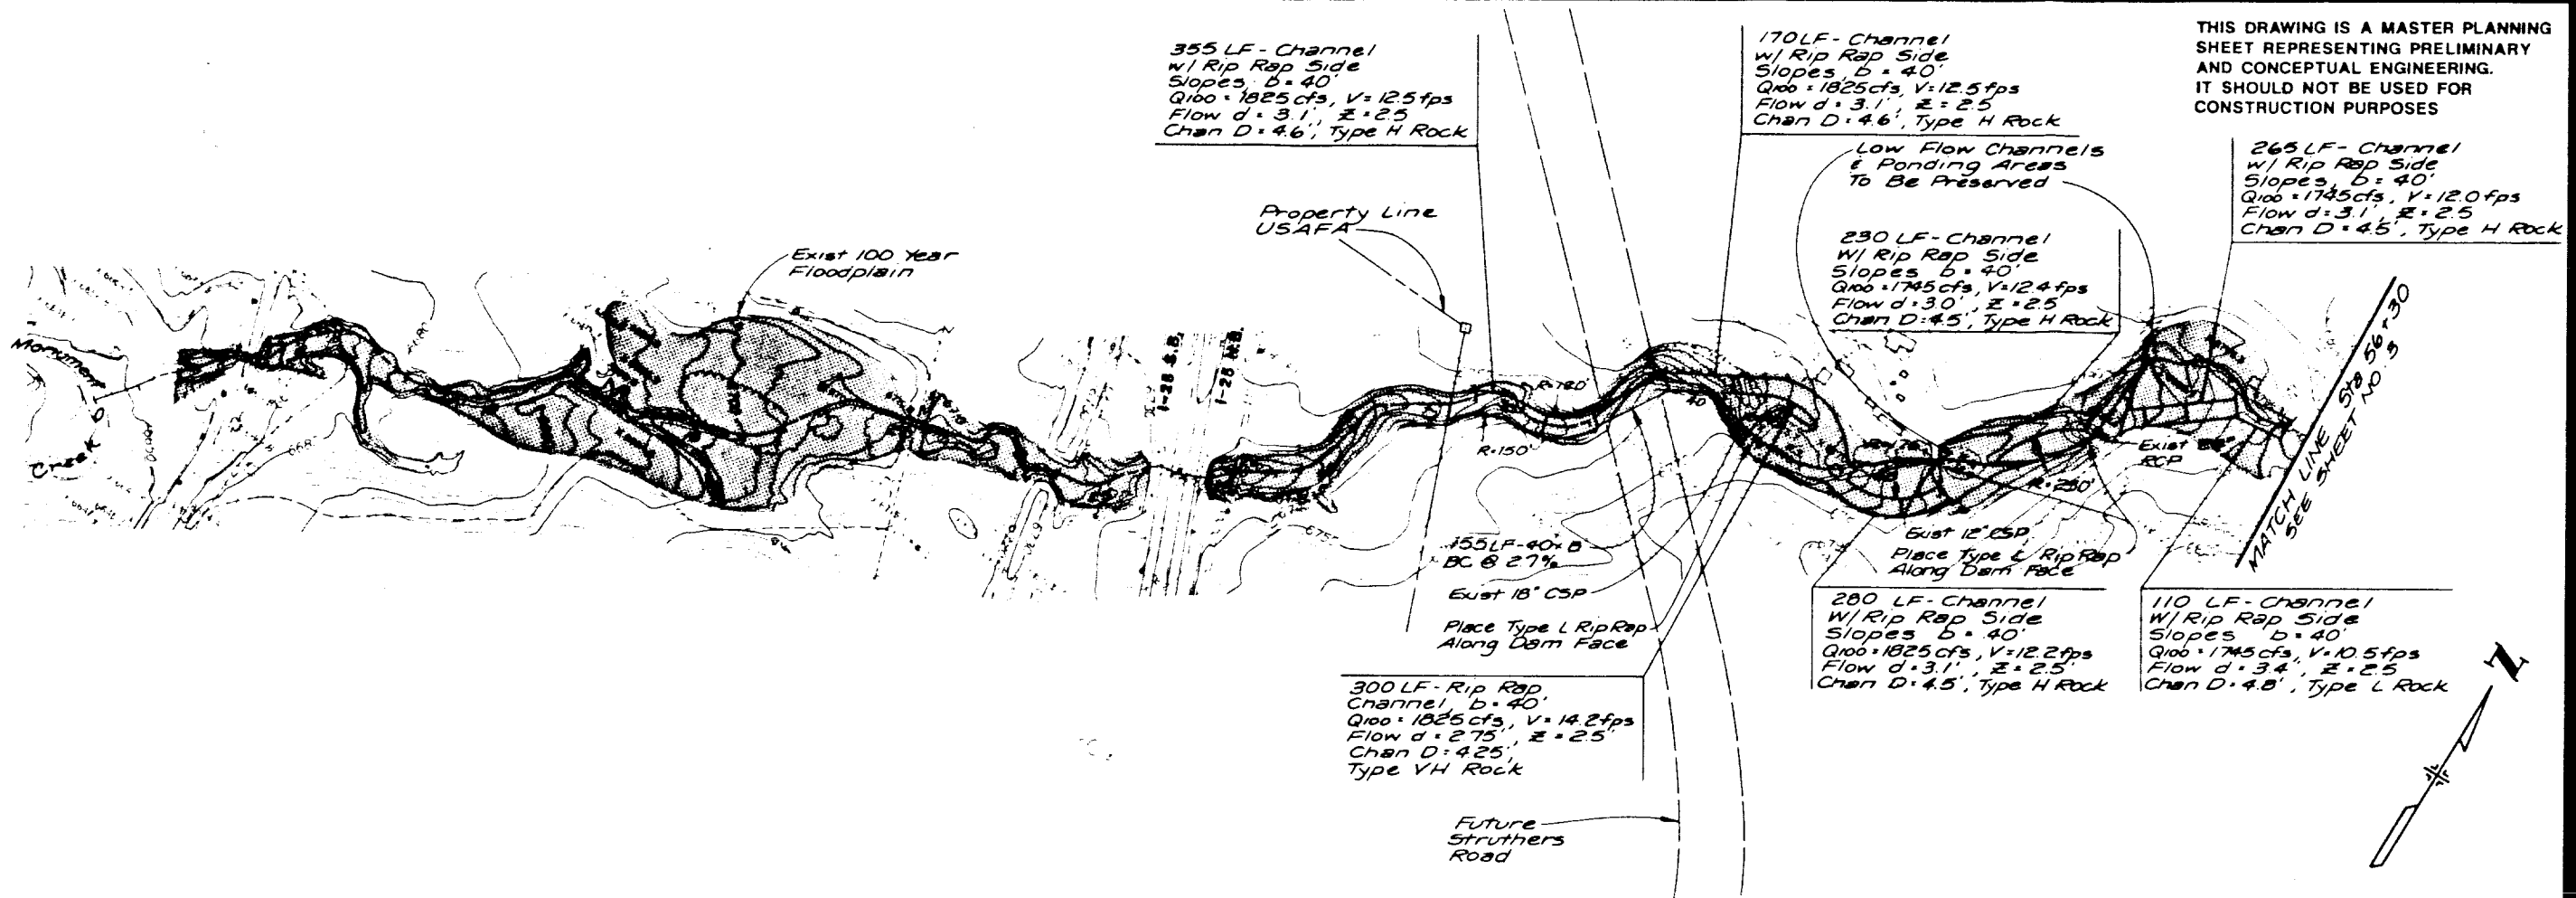 THIS DRAWING IS A MASTER PLANNING
SHEET REPRESENTING PRELIMINARY
AND CONCEPTUAL ENGINEERING.
IT SHOULD NOT BE USED FOR
CONSTRUCTION PURPOSES
355 LF - Channel
w/ Rip Rap Side
Slopes, b = 40'
Q100 = 1825 cfs, V = 12.5 fps
Flow d = 3.1', Z = 2.5
Chan D = 4.6', Type H Rock
170 LF - Channel
w/ Rip Rap Side
Slopes, b = 40'
Q100 = 1825 cfs, V = 12.5 fps
Flow d = 3.1', Z = 2.5
Chan D = 4.6', Type H Rock
Low Flow Channels
& Ponding Areas
To Be Preserved
265 LF - Channel
w/ Rip Rap Side
Slopes, b = 40'
Q100 = 1745 cfs, V = 12.0 fps
Flow d = 3.1', Z = 2.5
Chan D = 4.5', Type H Rock
230 LF - Channel
W/ Rip Rap Side
Slopes b = 40'
Q100 = 1745 cfs, V = 12.4 fps
Flow d = 3.0', Z = 2.5
Chan D = 4.5', Type H Rock
Property Line
USAFA
Exist 100 Year
Floodplain
Monument
Creek
I-25 S.B.
I-25 N.B.
R=150'
Exist
RCP
R=250'
MATCH LINE Sta 56+30
SEE SHEET NO. 3
155 LF - 40' x 8'
BC @ 2.7%
Exist 18" CSP
Place Type L Rip Rap
Along Dam Face
Exist 12" CSP
Place Type L Rip Rap
Along Dam Face
280 LF - Channel
W/ Rip Rap Side
Slopes b = 40'
Q100 = 1825 cfs, V = 12.2 fps
Flow d = 3.1', Z = 2.5'
Chan D = 4.5', Type H Rock
110 LF - Channel
W/ Rip Rap Side
Slopes b = 40'
Q100 = 1745 cfs, V = 10.5 fps
Flow d = 3.4', Z = 2.5
Chan D = 4.8', Type L Rock
300 LF - Rip Rap
Channel, b = 40'
Q100 = 1825 cfs, V = 14.2 fps
Flow d = 2.75', Z = 2.5'
Chan D = 4.25',
Type VH Rock
Future
Struthers
Road
N